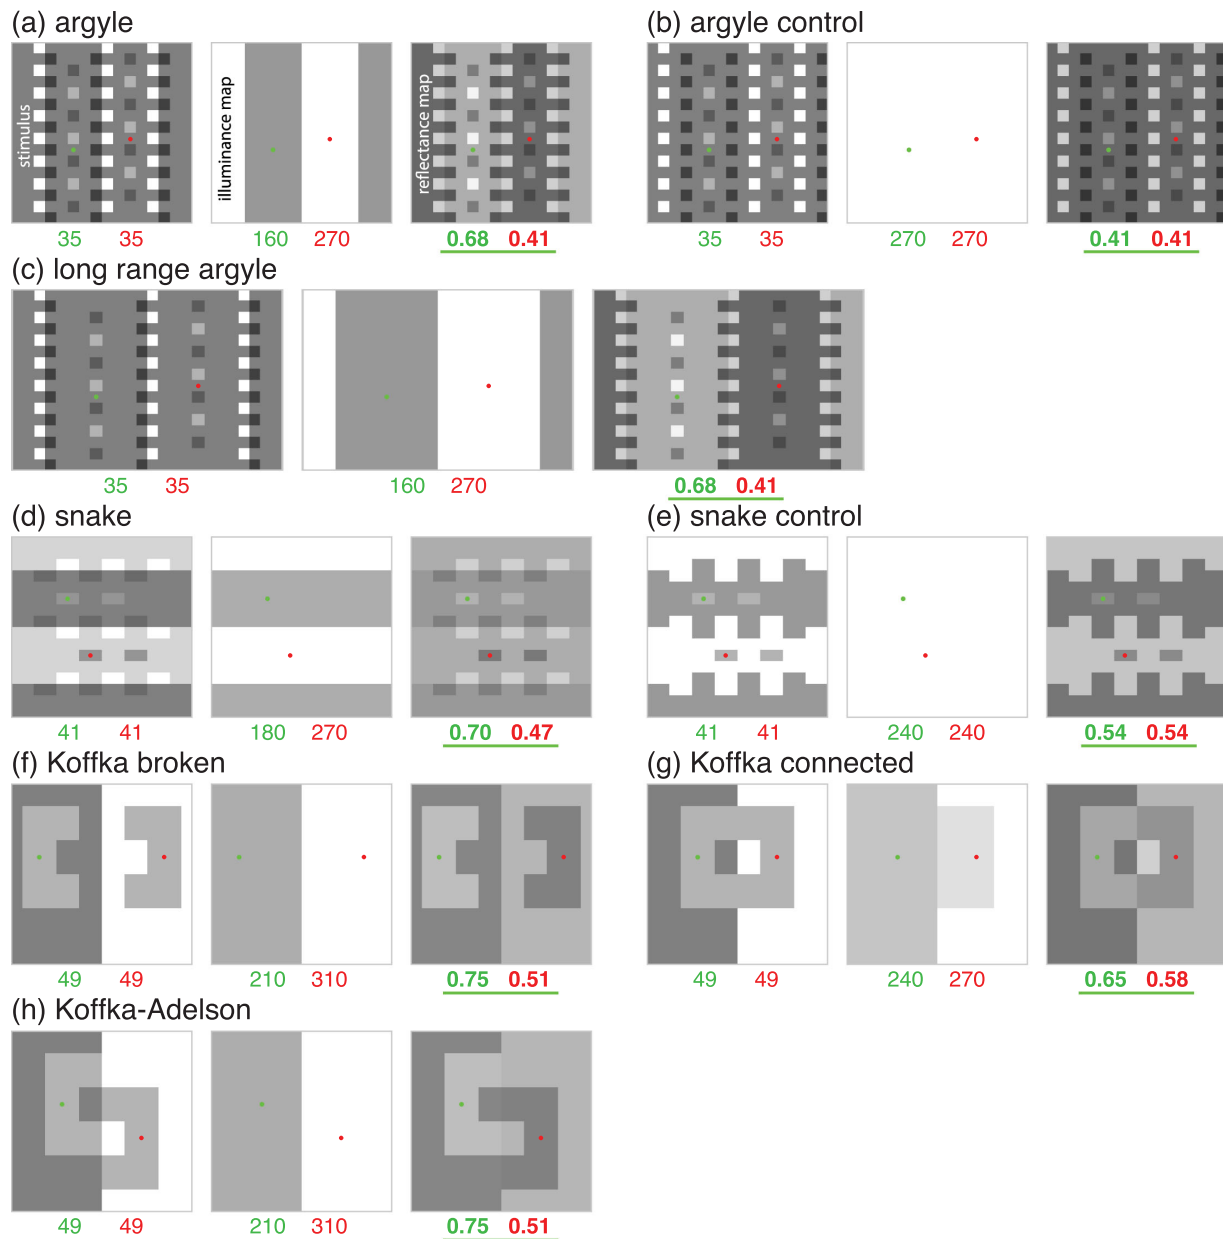 (a) argyle
(b) argyle control
stimulus
illuminance map
reflectance map
35 35 160 270 0.68 0.41
35 35 270 270 0.41 0.41
(c) long range argyle
35 35 160 270 0.68 0.41
(d) snake
(e) snake control
41 41 180 270 0.70 0.47
41 41 240 240 0.54 0.54
(f) Koffka broken
(g) Koffka connected
49 49 210 310 0.75 0.51
49 49 240 270 0.65 0.58
(h) Koffka-Adelson
49 49 210 310 0.75 0.51